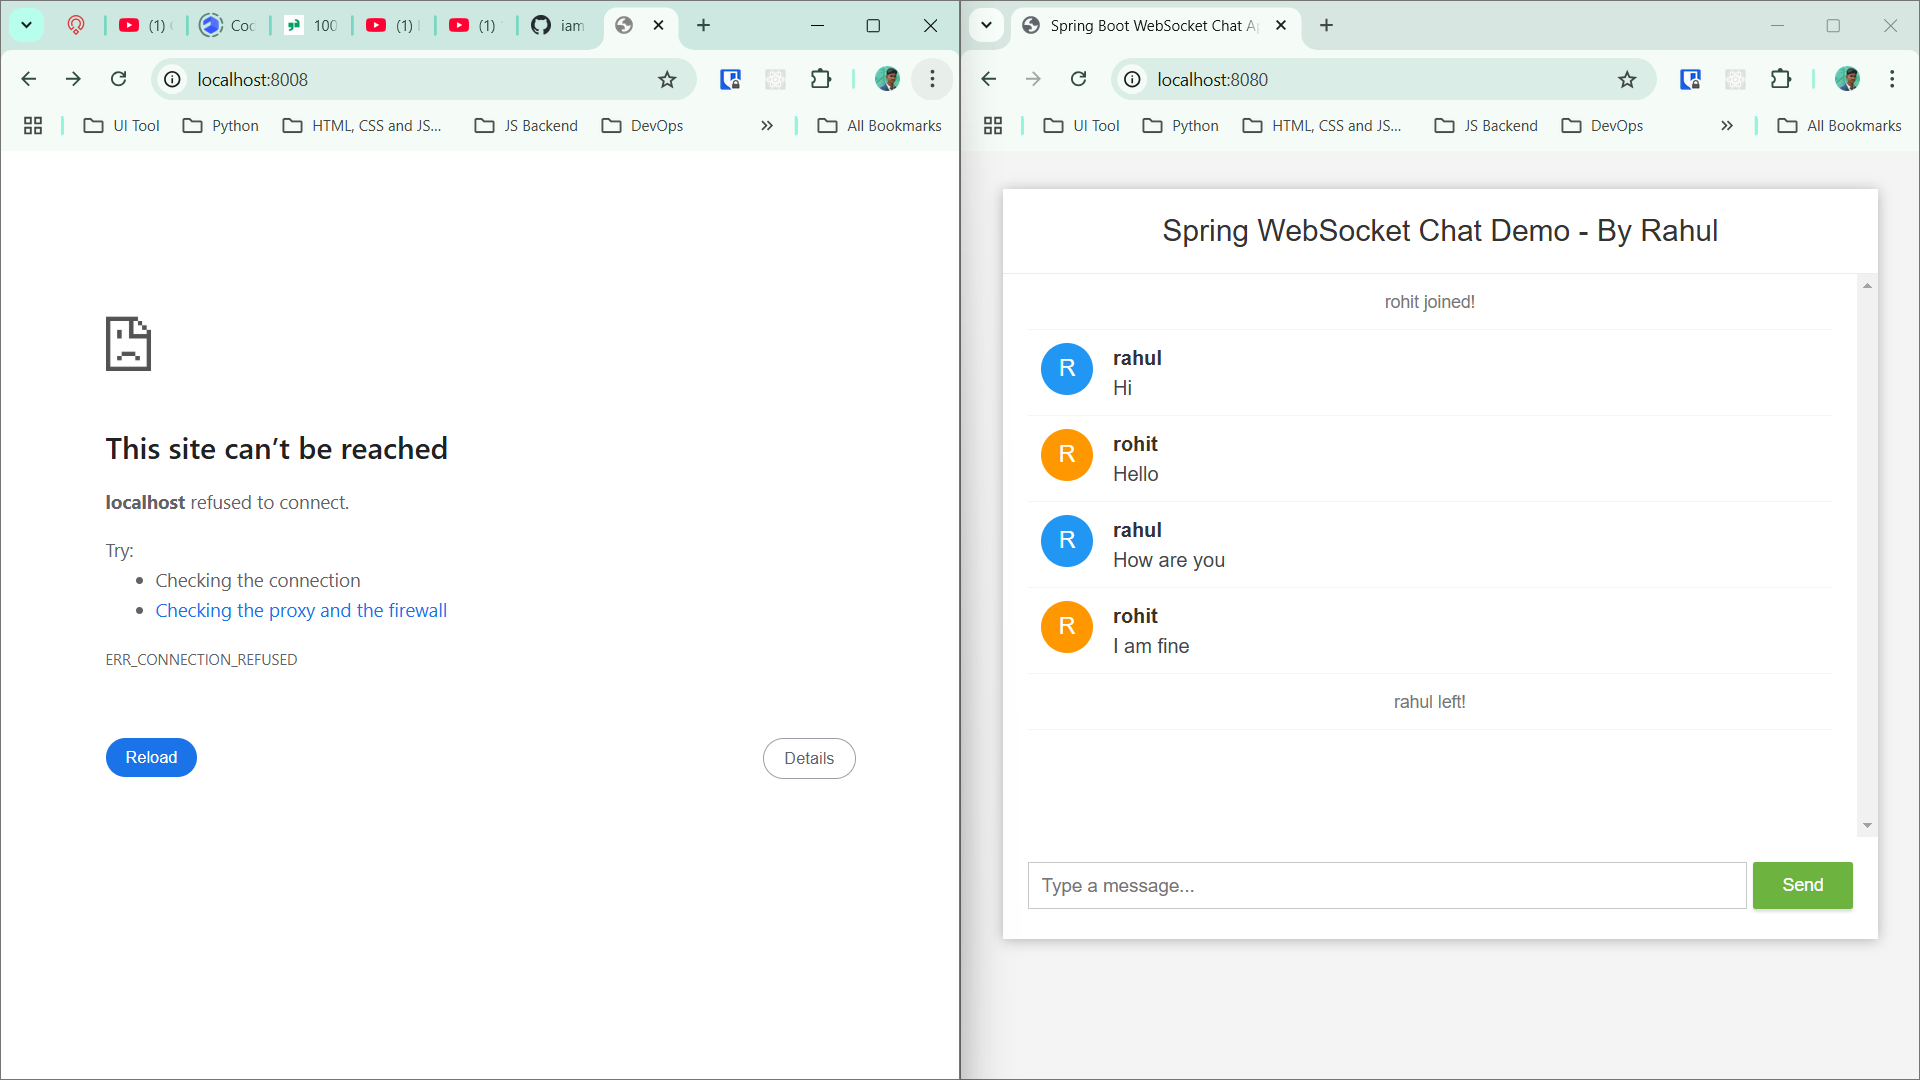 (1)
Coc
100
(1)
(1)
iam
localhost:8008
UI Tool
Python
HTML, CSS and JS...
JS Backend
DevOps
All Bookmarks
This site can’t be reached
localhost refused to connect.
Try:
Checking the connection
Checking the proxy and the firewall
ERR_CONNECTION_REFUSED
Reload
Details
Spring Boot WebSocket Chat Ap
localhost:8080
UI Tool
Python
HTML, CSS and JS...
JS Backend
DevOps
All Bookmarks
Spring WebSocket Chat Demo - By Rahul
rohit joined!
R
rahul
Hi
R
rohit
Hello
R
rahul
How are you
R
rohit
I am fine
rahul left!
Type a message...
Send